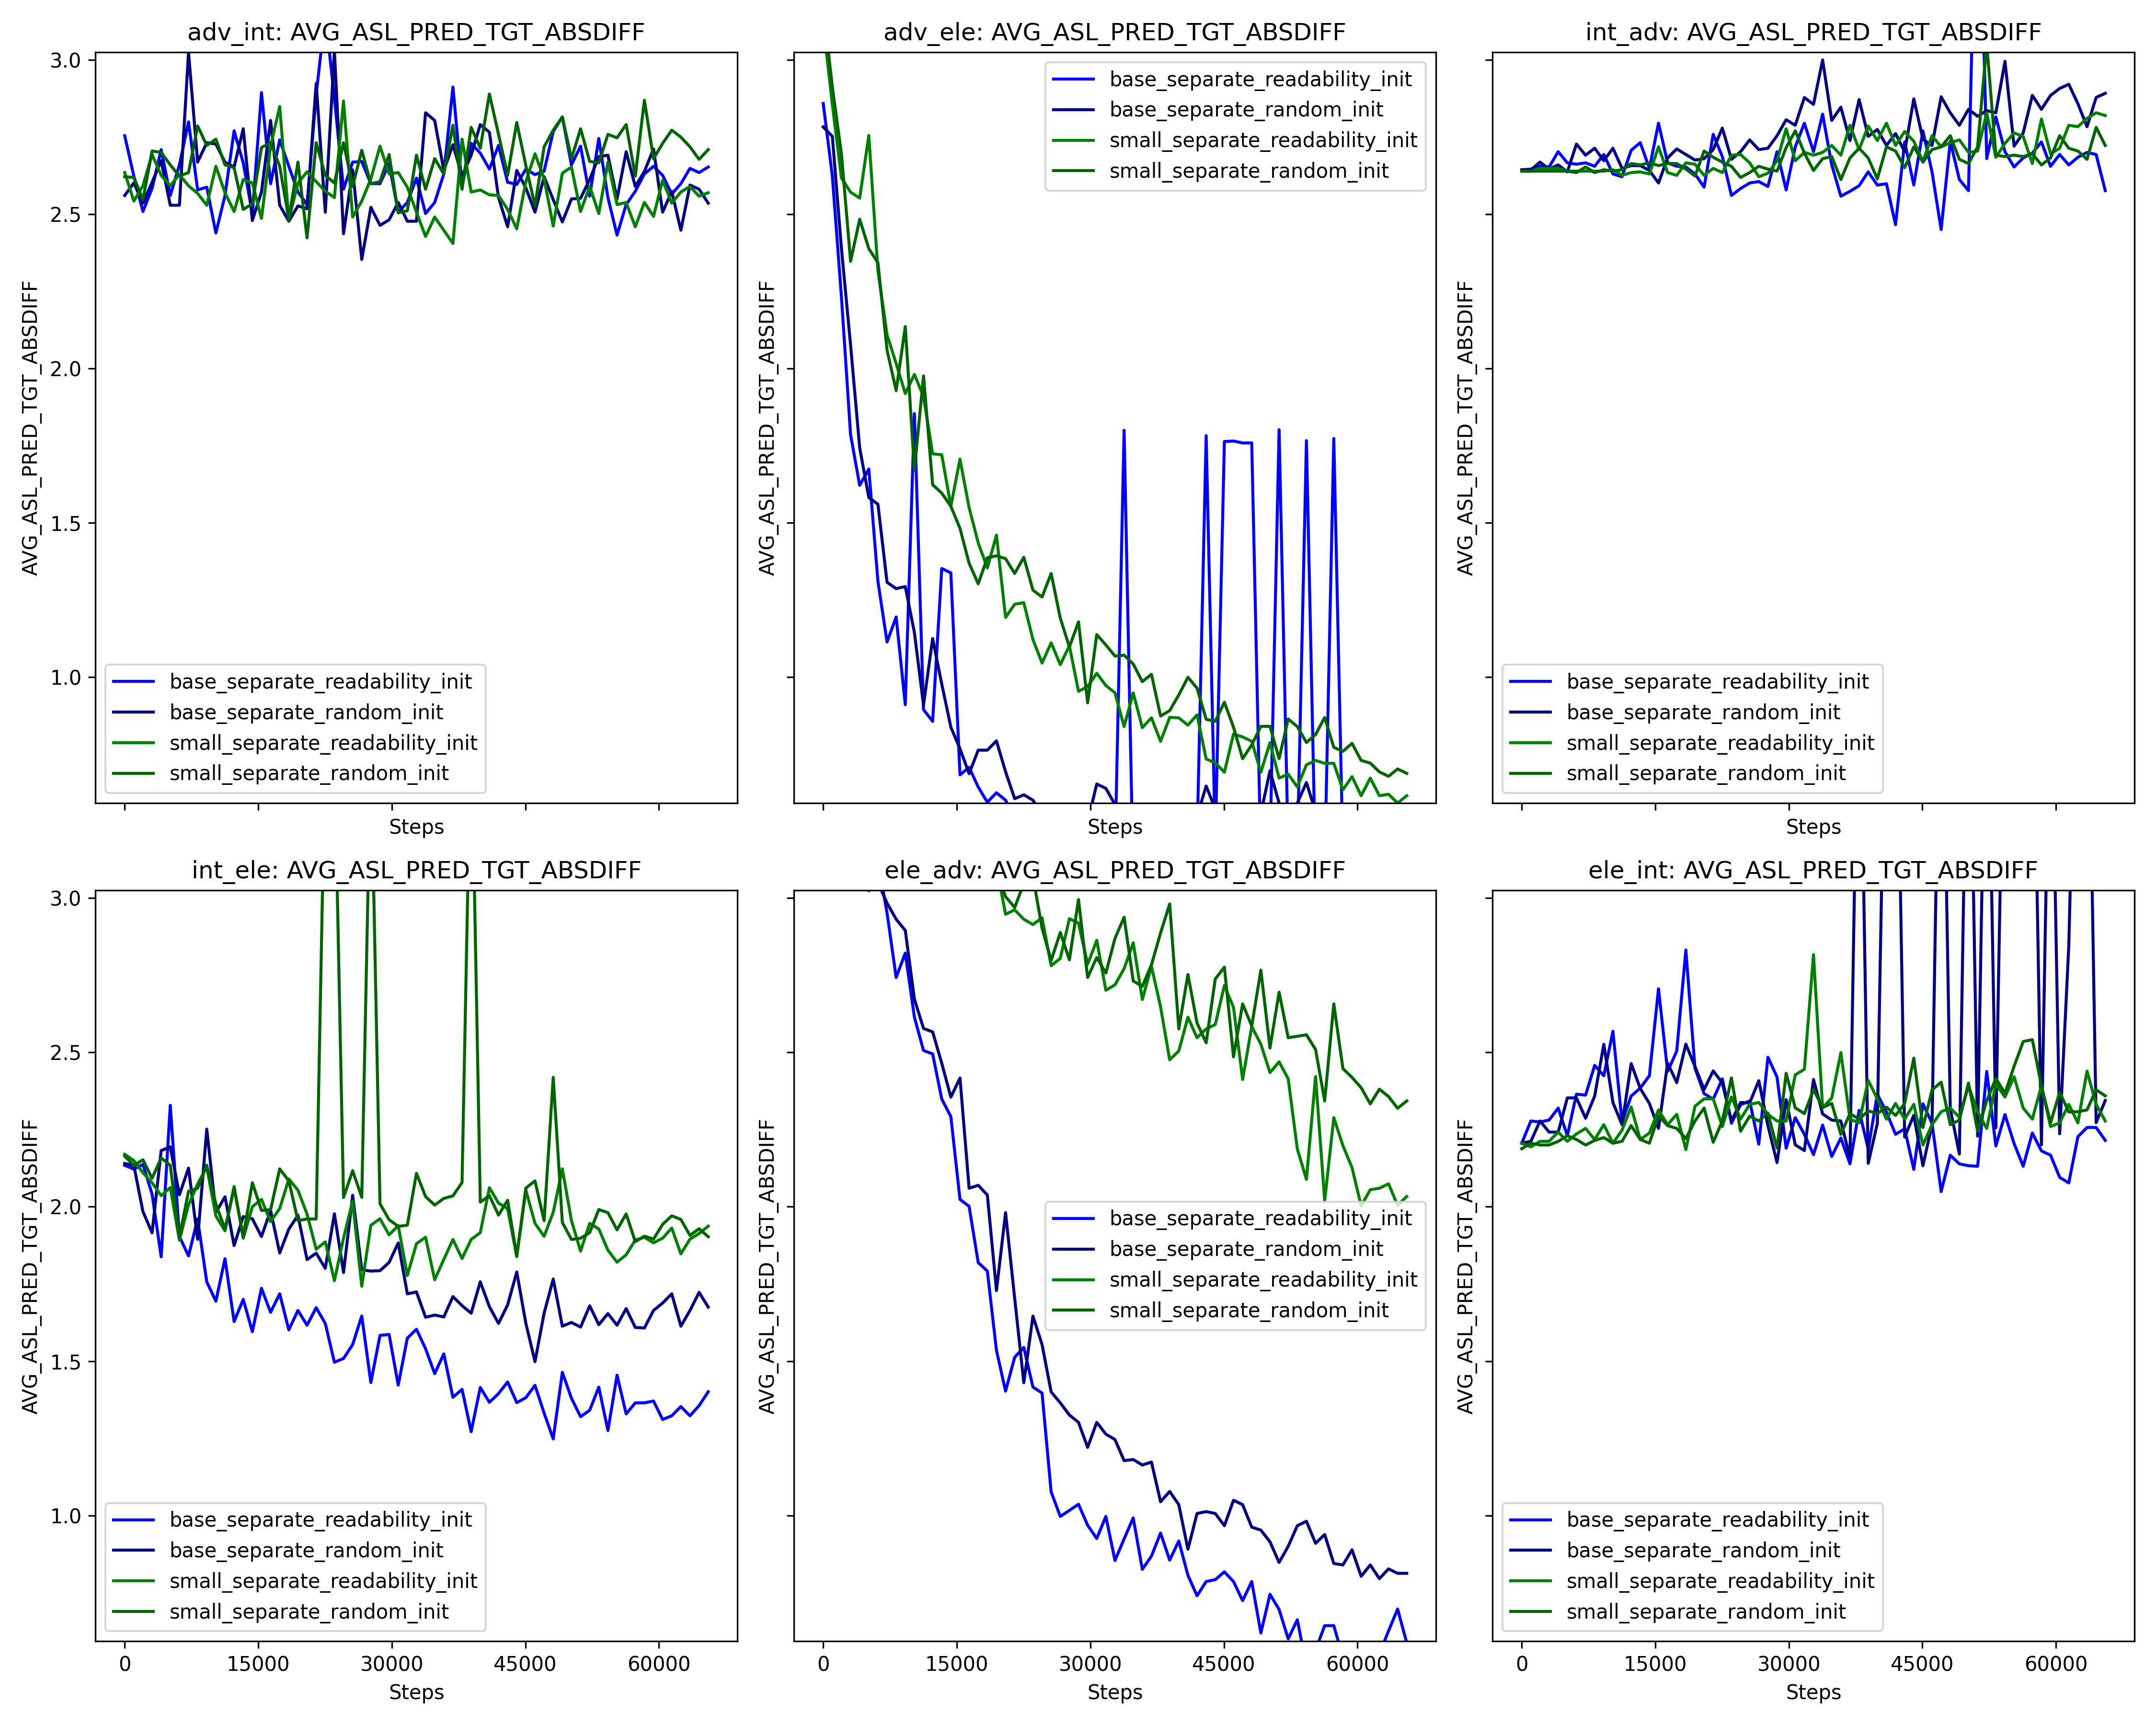 adv_int: AVG_ASL_PRED_TGT_ABSDIFF
AVG_ASL_PRED_TGT_ABSDIFF
3.0
2.5
2.0
1.5
1.0
base_separate_readability_init
base_separate_random_init
small_separate_readability_init
small_separate_random_init
Steps
adv_ele: AVG_ASL_PRED_TGT_ABSDIFF
AVG_ASL_PRED_TGT_ABSDIFF
base_separate_readability_init
base_separate_random_init
small_separate_readability_init
small_separate_random_init
Steps
int_adv: AVG_ASL_PRED_TGT_ABSDIFF
AVG_ASL_PRED_TGT_ABSDIFF
base_separate_readability_init
base_separate_random_init
small_separate_readability_init
small_separate_random_init
Steps
int_ele: AVG_ASL_PRED_TGT_ABSDIFF
AVG_ASL_PRED_TGT_ABSDIFF
3.0
2.5
2.0
1.5
1.0
base_separate_readability_init
base_separate_random_init
small_separate_readability_init
small_separate_random_init
0 15000 30000 45000 60000
Steps
ele_adv: AVG_ASL_PRED_TGT_ABSDIFF
AVG_ASL_PRED_TGT_ABSDIFF
base_separate_readability_init
base_separate_random_init
small_separate_readability_init
small_separate_random_init
0 15000 30000 45000 60000
Steps
ele_int: AVG_ASL_PRED_TGT_ABSDIFF
AVG_ASL_PRED_TGT_ABSDIFF
base_separate_readability_init
base_separate_random_init
small_separate_readability_init
small_separate_random_init
0 15000 30000 45000 60000
Steps